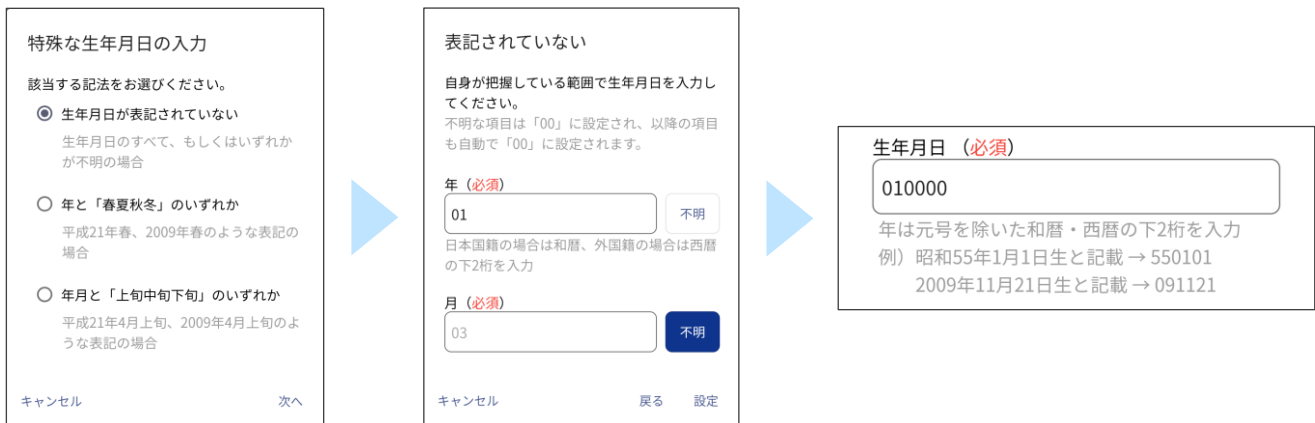 特殊な生年月日の入力
該当する記法をお選びください。
生年月日が表記されていない
生年月日のすべて、もしくはいずれか
が不明の場合
年と「春夏秋冬」のいずれか
平成21年春、2009年春のような表記の
場合
年月と「上旬中旬下旬」のいずれか
平成21年4月上旬、2009年4月上旬のよ
うな表記の場合
キャンセル 次へ
表記されていない
自身が把握している範囲で生年月日を入力し
てください。
不明な項目は「00」に設定され、以降の項目
も自動で「00」に設定されます。
年（必須）
01 不明
日本国籍の場合は和暦、外国籍の場合は西暦
の下2桁を入力
月（必須）
03 不明
キャンセル 戻る 設定
生年月日 （必須）
010000
年は元号を除いた和暦・西暦の下2桁を入力
例）昭和55年1月1日生と記載 → 550101
2009年11月21日生と記載 → 091121